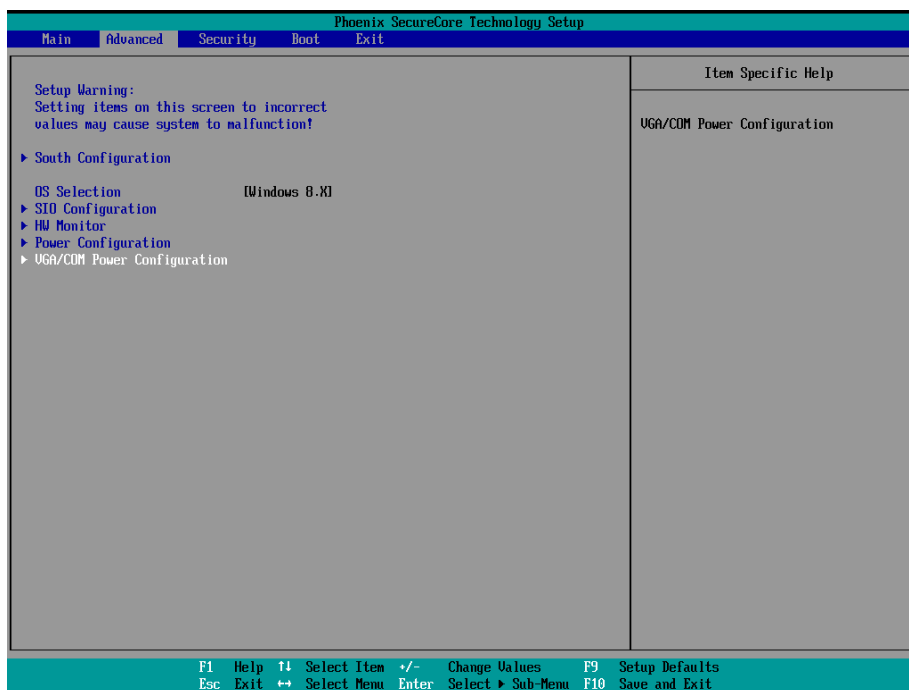 Phoenix SecureCore Technology Setup
Main Advanced Security Boot Exit
Item Specific Help
Setup Warning:
Setting items on this screen to incorrect
values may cause system to malfunction!
VGA/COM Power Configuration
▶ South Configuration
OS Selection [Windows 8.X]
▶ SIO Configuration
▶ HW Monitor
▶ Power Configuration
▶ VGA/COM Power Configuration
F1 Help ↑↓ Select Item +/- Change Values F9 Setup Defaults
Esc Exit ↔ Select Menu Enter Select ▶ Sub-Menu F10 Save and Exit